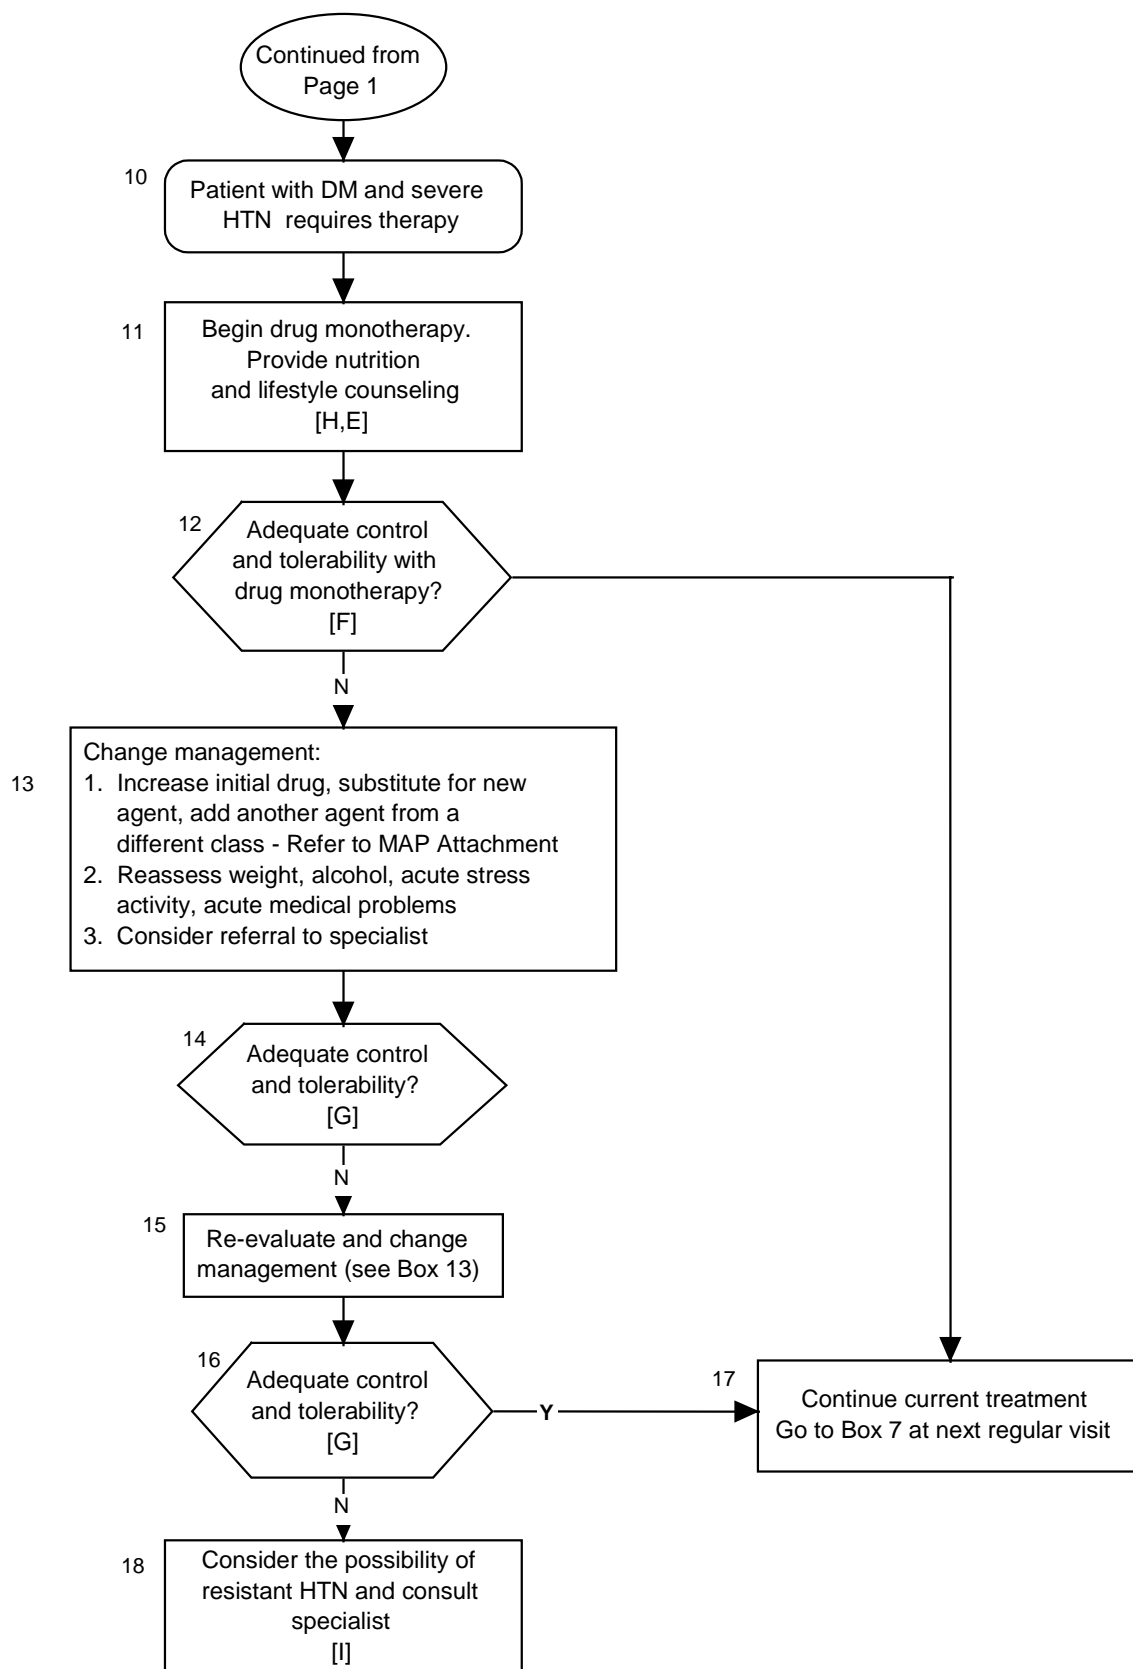 Continued from
Page 1
10
Patient with DM and severe
HTN requires therapy
11
Begin drug monotherapy.
Provide nutrition
and lifestyle counseling
[H,E]
12
Adequate control
and tolerability with
drug monotherapy?
[F]
N
13
Change management:
1. Increase initial drug, substitute for new
agent, add another agent from a
different class - Refer to MAP Attachment
2. Reassess weight, alcohol, acute stress
activity, acute medical problems
3. Consider referral to specialist
14
Adequate control
and tolerability?
[G]
N
15
Re-evaluate and change
management (see Box 13)
16
Adequate control
and tolerability?
[G]
Y
17
Continue current treatment
Go to Box 7 at next regular visit
N
18
Consider the possibility of
resistant HTN and consult
specialist
[I]